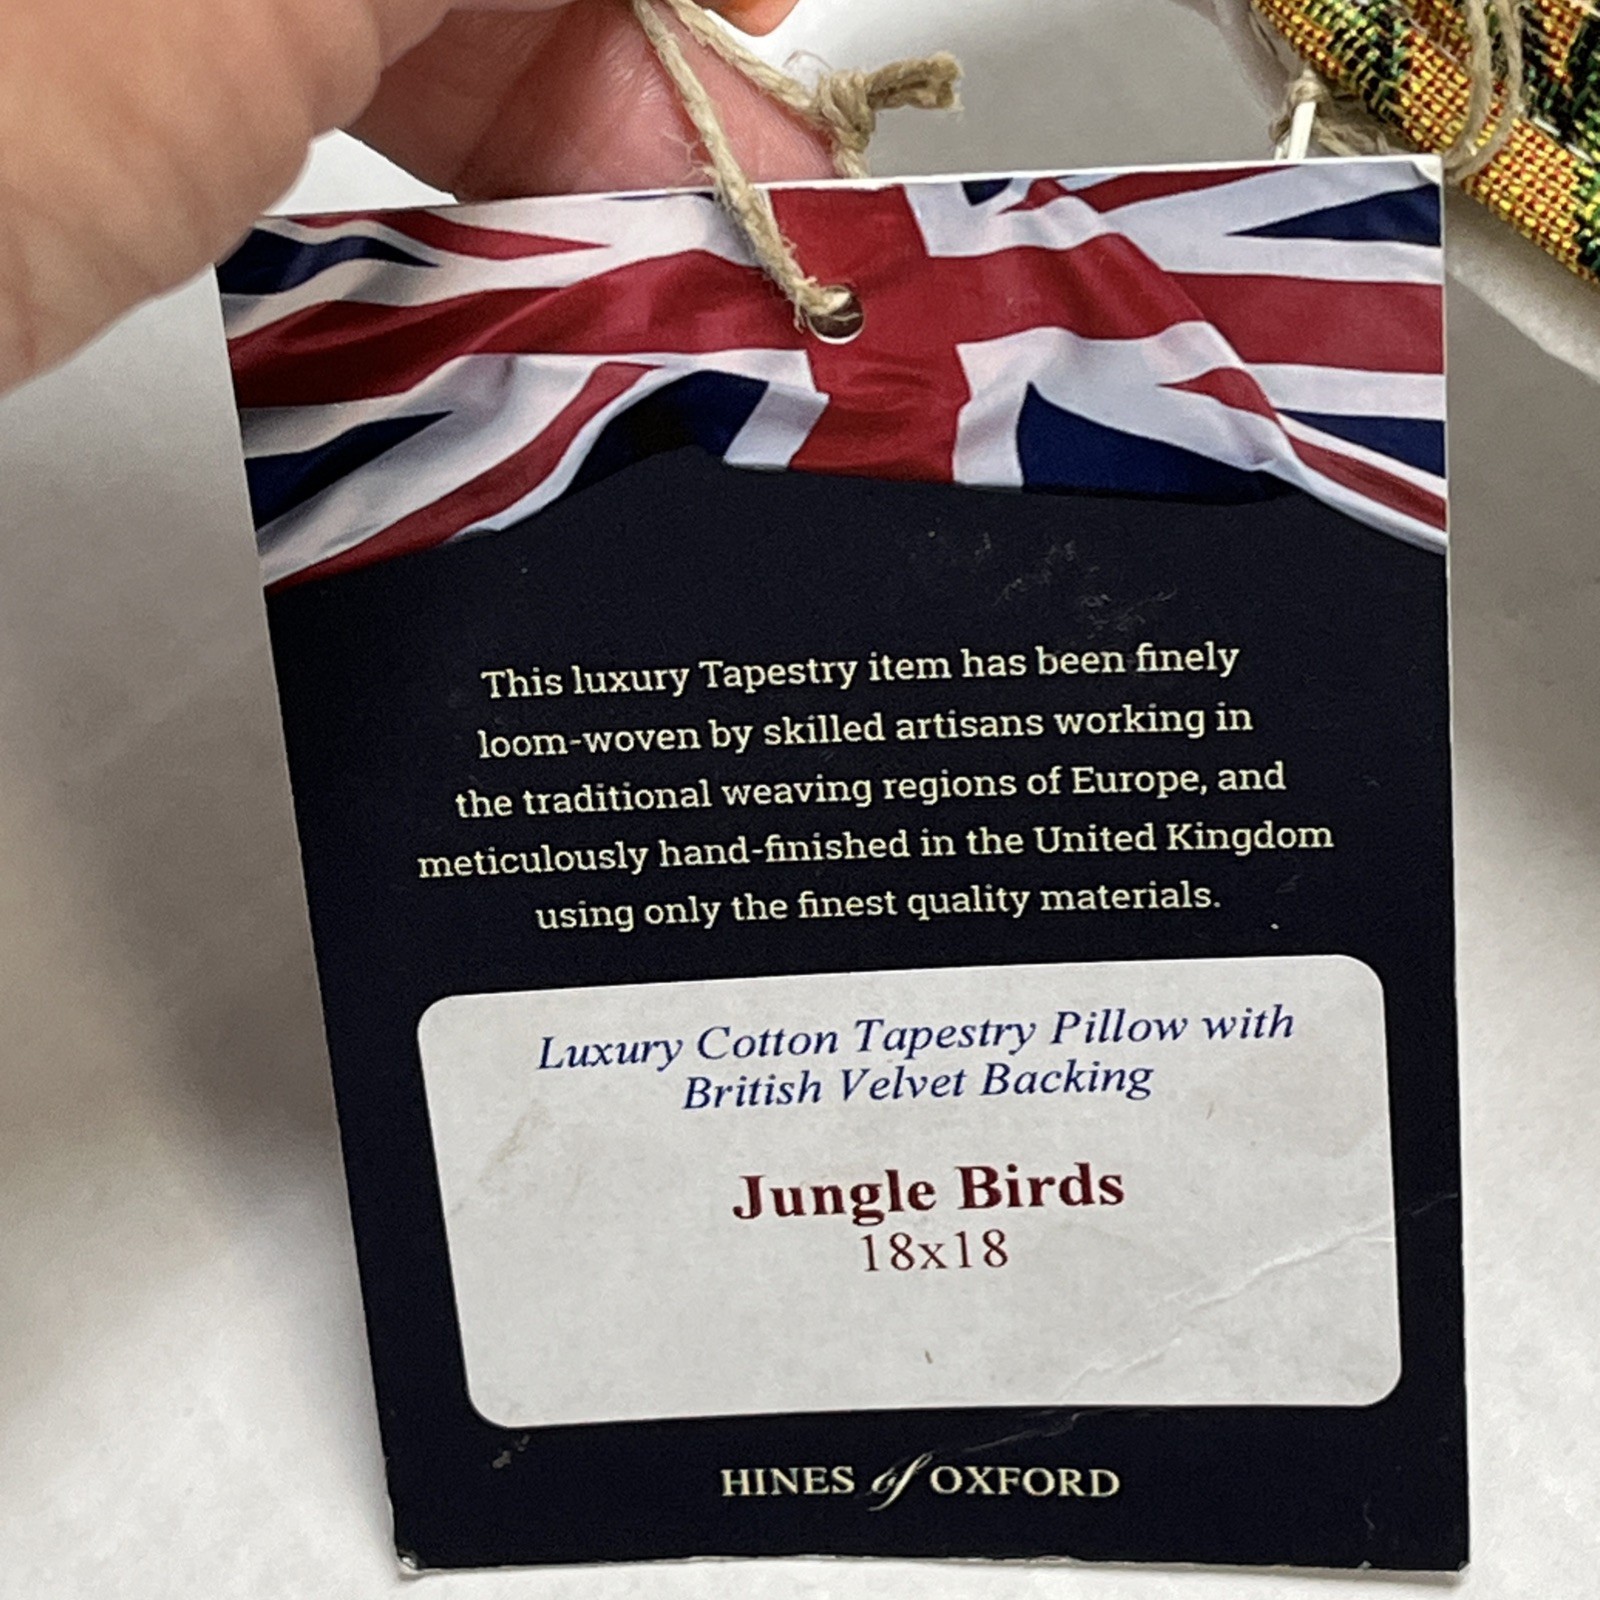 This luxury Tapestry item has been finely
loom-woven by skilled artisans working in
the traditional weaving regions of Europe, and
meticulously hand-finished in the United Kingdom
using only the finest quality materials.
Luxury Cotton Tapestry Pillow with
British Velvet Backing
Jungle Birds
18x18
HINES of OXFORD